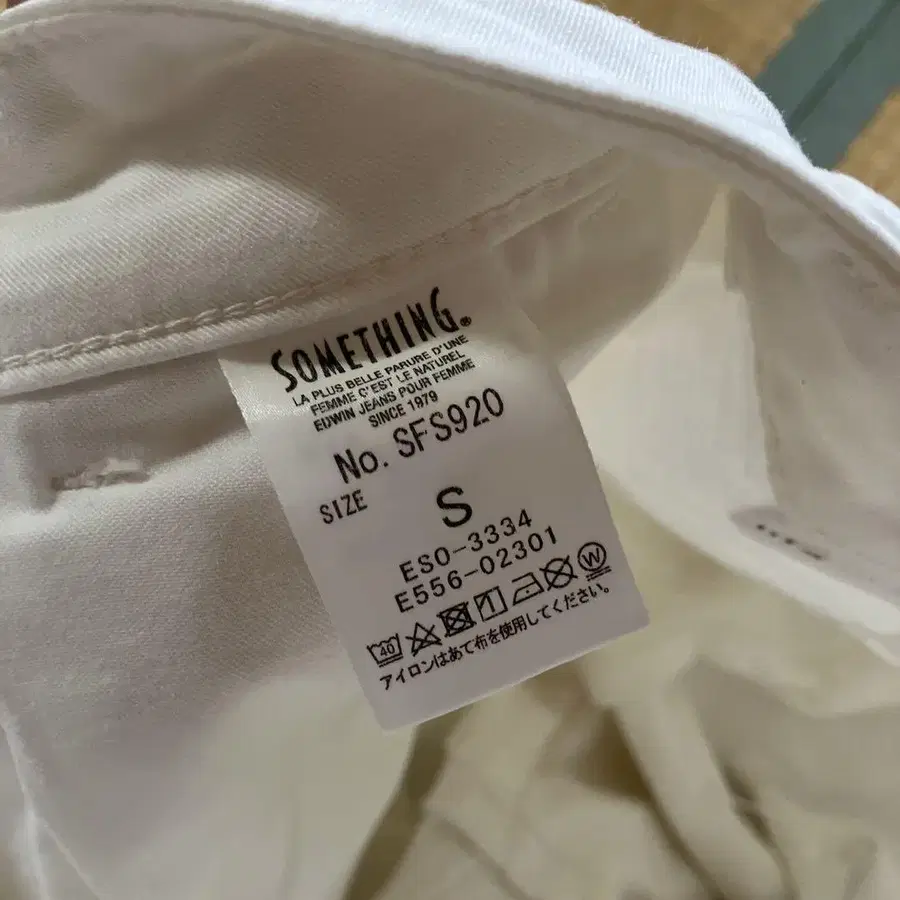 SOMETHING®
LA PLUS BELLE PARURE D'UNE
FEMME C'EST LE NATUREL
EDWIN JEANS POUR FEMME
SINCE 1979
No. SFS920
SIZE S
ESO-3334
E556-02301
40 W
アイロンはあて布を使用してください。